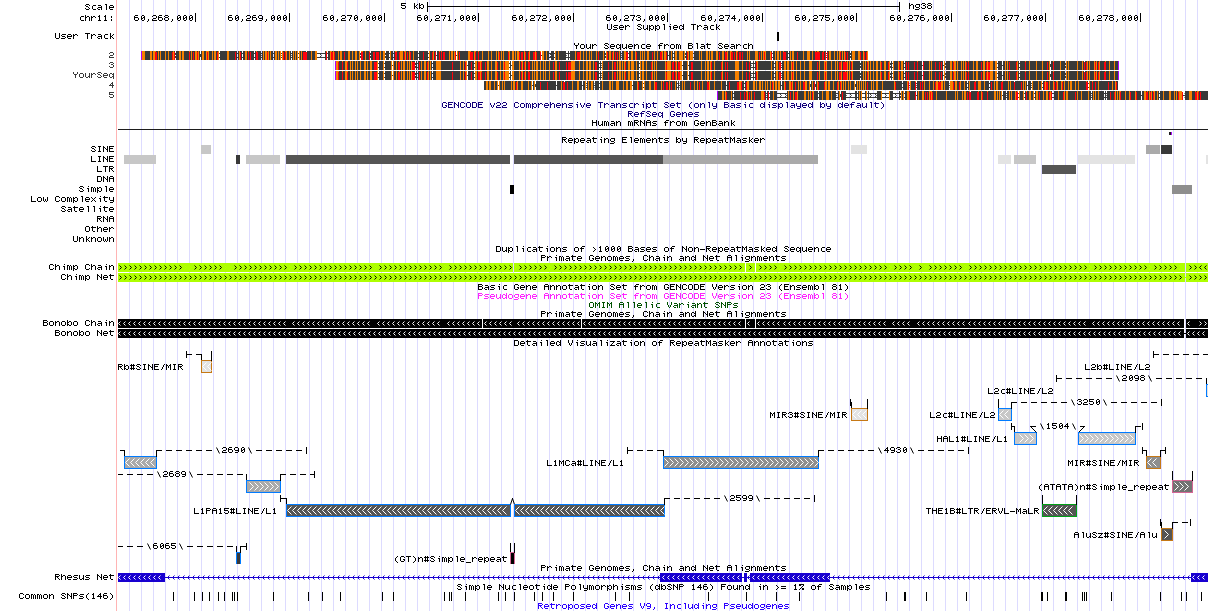 Scale 5 kb hg38
chr11: 60,268,000 60,269,000 60,270,000 60,271,000 60,272,000 60,273,000 60,274,000 60,275,000 60,276,000 60,277,000 60,278,000
User Supplied Track
User Track
Your Sequence from Blat Search
2
3
YourSeq
4
5
GENCODE v22 Comprehensive Transcript Set (only Basic displayed by default)
RefSeq Genes
Human mRNAs from GenBank
Repeating Elements by RepeatMasker
SINE
LINE
LTR
DNA
Simple
Low Complexity
Satellite
RNA
Other
Unknown
Duplications of >1000 Bases of Non-RepeatMasked Sequence
Primate Genomes, Chain and Net Alignments
Chimp Chain
Chimp Net
Basic Gene Annotation Set from GENCODE Version 23 (Ensembl 81)
Pseudogene Annotation Set from GENCODE Version 23 (Ensembl 81)
OMIM Allelic Variant SNPs
Primate Genomes, Chain and Net Alignments
Bonobo Chain
Bonobo Net
Detailed Visualization of RepeatMasker Annotations
Rb#SINE/MIR L2b#LINE/L2
\2098\
L2c#LINE/L2
\3250\
MIR3#SINE/MIR L2c#LINE/L2
\1504\
HAL1#LINE/L1
\2690\ \4930\
L1MCa#LINE/L1 MIR#SINE/MIR
\2689\
(ATATA)n#Simple_repeat
\2599\
L1PA15#LINE/L1 THE1B#LTR/ERVL-MaLR
AluSz#SINE/Alu
\6065\
(GT)n#Simple_repeat
Primate Genomes, Chain and Net Alignments
Rhesus Net
Simple Nucleotide Polymorphisms (dbSNP 146) Found in >= 1% of Samples
Common SNPs(146)
Retroposed Genes V9, Including Pseudogenes